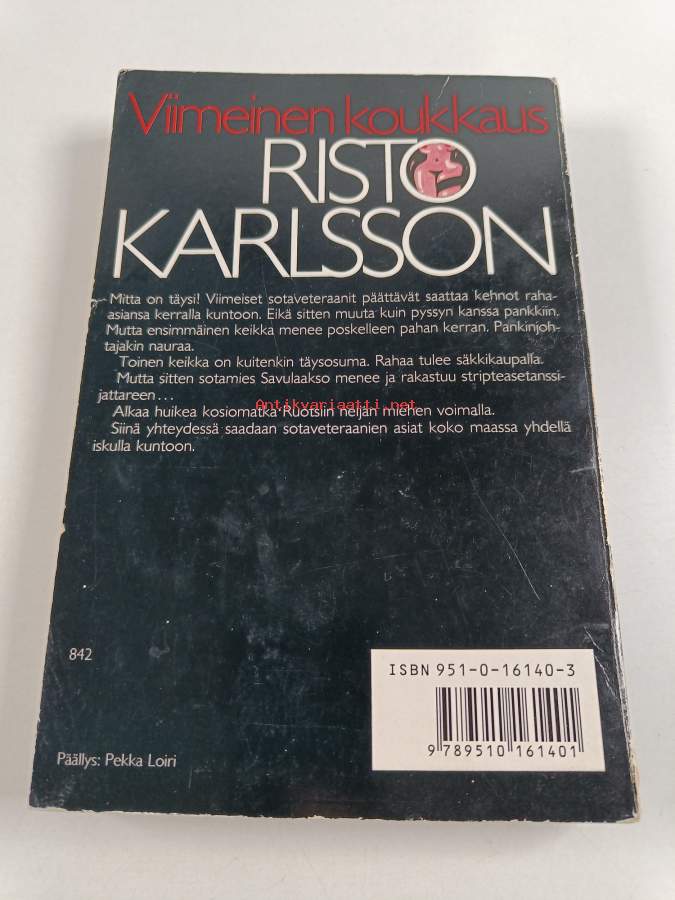 Viimeinen koukkaus
RISTO
KARLSSON
Mitta on täysi! Viimeiset sotaveteraanit päättävät saattaa kehnot raha-
asiansa kerralla kuntoon. Eikä sitten muuta kuin pyssyn kanssa pankkiin.
Mutta ensimmäinen keikka menee poskelleen pahan kerran. Pankinjoh-
tajakin nauraa.
Toinen keikka on kuitenkin täysosuma. Rahaa tulee säkkikaupalla.
Mutta sitten sotamies Savulaakso menee ja rakastuu stripteasetanssi-
jattareen...
Antikvariaatti.net
Alkaa huikea kosiomatka Ruotsiin neljän miehen voimalla.
Siinä yhteydessä saadaan sotaveteraanien asiat koko maassa yhdellä
iskulla kuntoon.
842
ISBN 951-0-16140-3
9 789510 161401
Päällys: Pekka Loiri